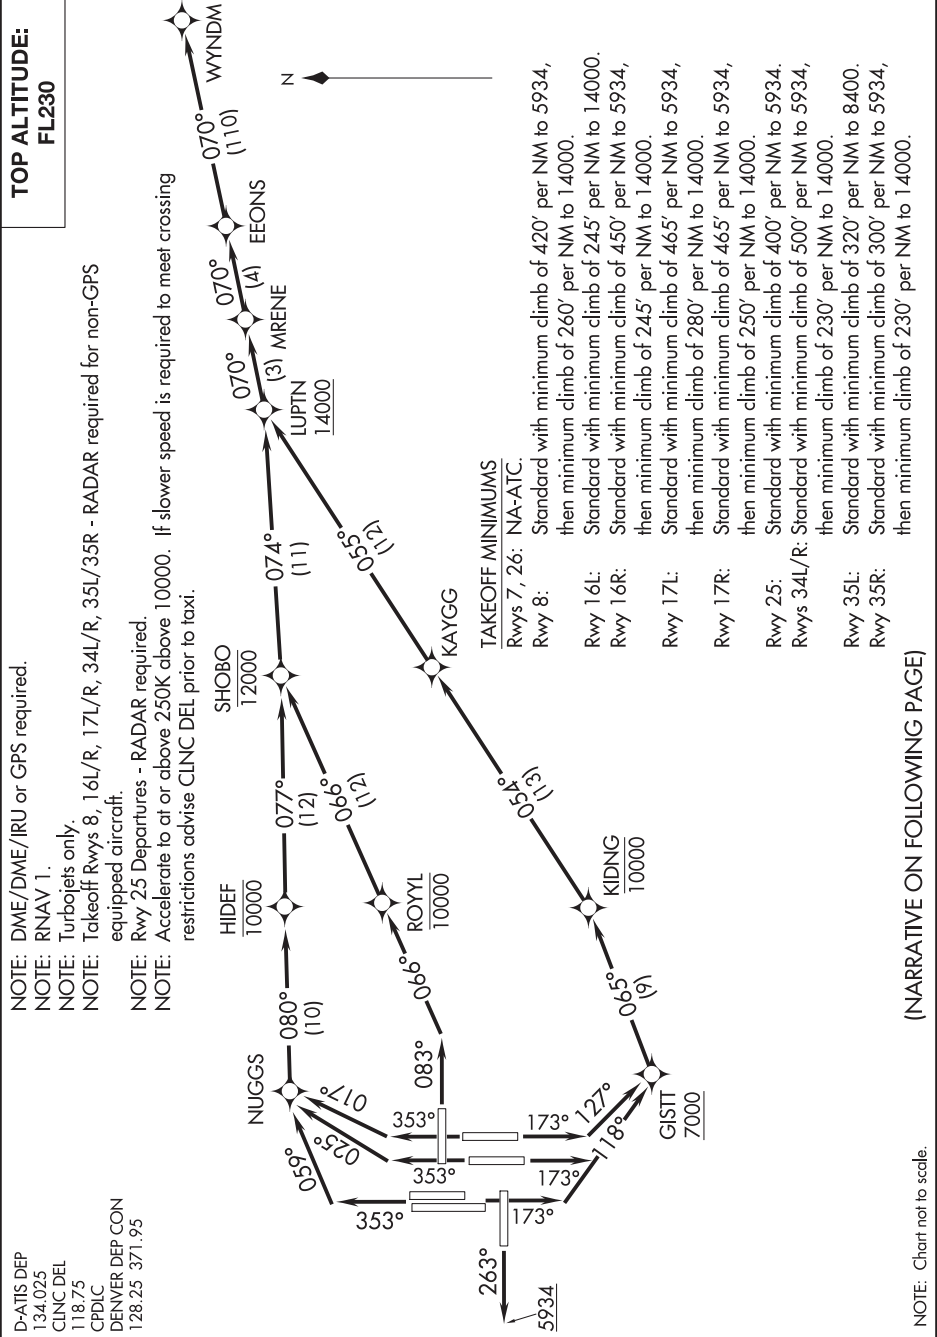 TOP ALTITUDE:
FL230
D-ATIS DEP
134.025
CLNC DEL
118.75
CPDLC
DENVER DEP CON
128.25 371.95
NOTE: DME/DME/IRU or GPS required.
NOTE: RNAV 1.
NOTE: Turbojets only.
NOTE: Takeoff Rwys 8, 16L/R, 17L/R, 34L/R, 35L/35R - RADAR required for non-GPS
equipped aircraft.
NOTE: Rwy 25 Departures - RADAR required.
NOTE: Accelerate to at or above 250K above 10000. If slower speed is required to meet crossing
restrictions advise CLNC DEL prior to taxi.
N
WYNDM
070°
(110)
EEONS
070°
(4)
MRENE
070°
(3)
LUPTN
14000
074°
(11)
055°
(12)
SHOBO
12000
KAYGG
077°
(12)
066°
(12)
054°
(13)
HIDEF
10000
ROYYL
10000
KIDNG
10000
080°
(10)
066°
065°
(9)
NUGGS
083°
GISTT
7000
017°
025°
059°
353°
353°
353°
173°
173°
173°
127°
118°
263°
5934
TAKEOFF MINIMUMS
Rwys 7, 26: NA-ATC.
Rwy 8: Standard with minimum climb of 420' per NM to 5934,
then minimum climb of 260' per NM to 14000.
Rwy 16L: Standard with minimum climb of 245' per NM to 14000.
Rwy 16R: Standard with minimum climb of 450' per NM to 5934,
then minimum climb of 245' per NM to 14000.
Rwy 17L: Standard with minimum climb of 465' per NM to 5934,
then minimum climb of 280' per NM to 14000.
Rwy 17R: Standard with minimum climb of 465' per NM to 5934,
then minimum climb of 250' per NM to 14000.
Rwy 25: Standard with minimum climb of 400' per NM to 5934.
Rwys 34L/R: Standard with minimum climb of 500' per NM to 5934,
then minimum climb of 230' per NM to 14000.
Rwy 35L: Standard with minimum climb of 320' per NM to 8400.
Rwy 35R: Standard with minimum climb of 300' per NM to 5934,
then minimum climb of 230' per NM to 14000.
(NARRATIVE ON FOLLOWING PAGE)
NOTE: Chart not to scale.